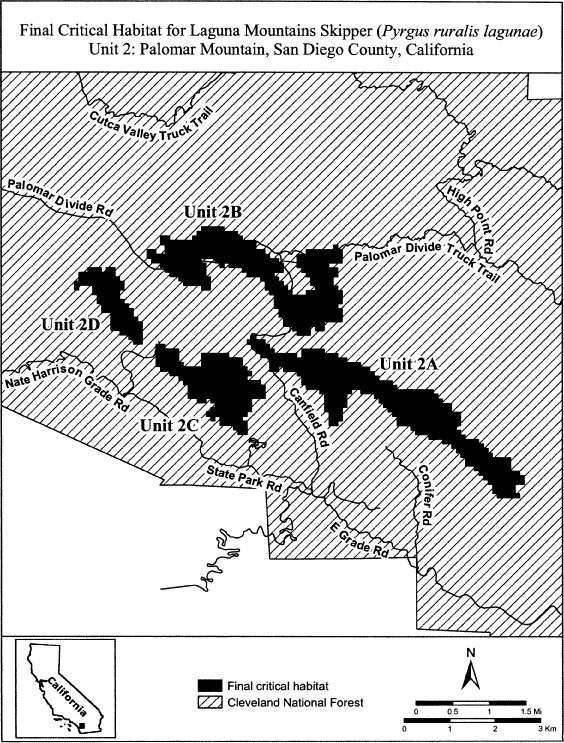 Final Critical Habitat for Laguna Mountains Skipper (Pyrgus ruralis lagunae)
Unit 2: Palomar Mountain, San Diego County, California
Cutca Valley Truck Trail
Palomar Divide Rd
High Point Rd
Unit 2B
Palomar Divide Truck Trail
Unit 2D
Unit 2A
Nate Harrison Grade Rd
Canfield Rd
Unit 2C
State Park Rd
Conifer Rd
E Grade Rd
California
Final critical habitat
Cleveland National Forest
N
0 0.5 1 1.5 Mi
0 1 2 3 Km